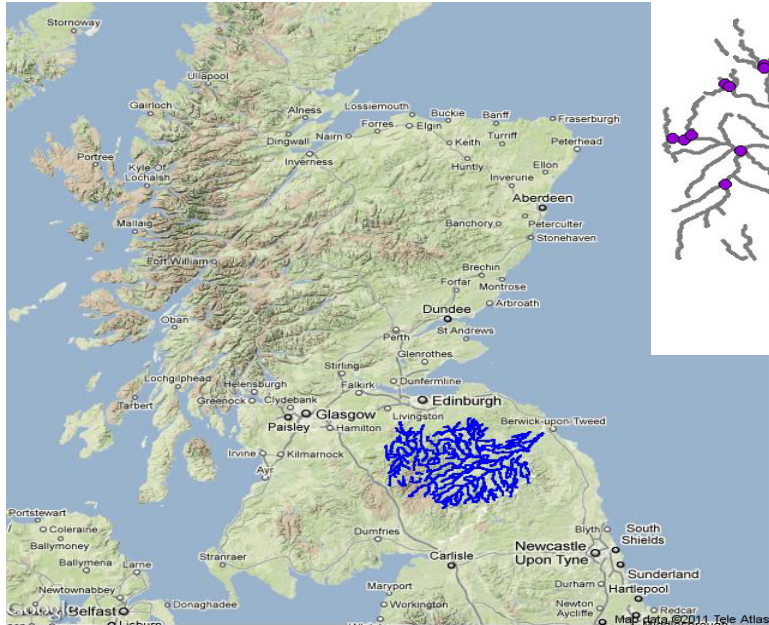 Stornoway
Ullapool
Gairloch
Lossiemouth
Buckie
Banff
Fraserburgh
Alness
Forres
Elgin
Dingwall
Nairn
Keith
Turriff
Peterhead
Portree
Inverness
Huntly
Ellon
Kyle Of
Lochalsh
Inverurie
Aberdeen
Mallaig
Banchory
Peterculter
Stonehaven
Fort William
Brechin
Forfar
Montrose
Arbroath
Oban
Dundee
Perth
St Andrews
Glenrothes
Lochgilphead
Stirling
Helensburgh
Dunfermline
Falkirk
Tarbert
Greenock
Clydebank
Edinburgh
Glasgow
Livingston
Paisley
Hamilton
Berwick-upon-Tweed
Irvine
Kilmarnock
Ayr
Portstewart
Coleraine
Dumfries
Blyth
South
Shields
Ballymoney
Stranraer
Carlisle
Newcastle
Upon Tyne
Ballymena
Larne
Sunderland
Durham
Hartlepool
Newtownabbey
Maryport
Donaghadee
Workington
Newton
Aycliffe
Redcar
Google
Belfast
Lisburn
Map data ©2011 Tele Atlas